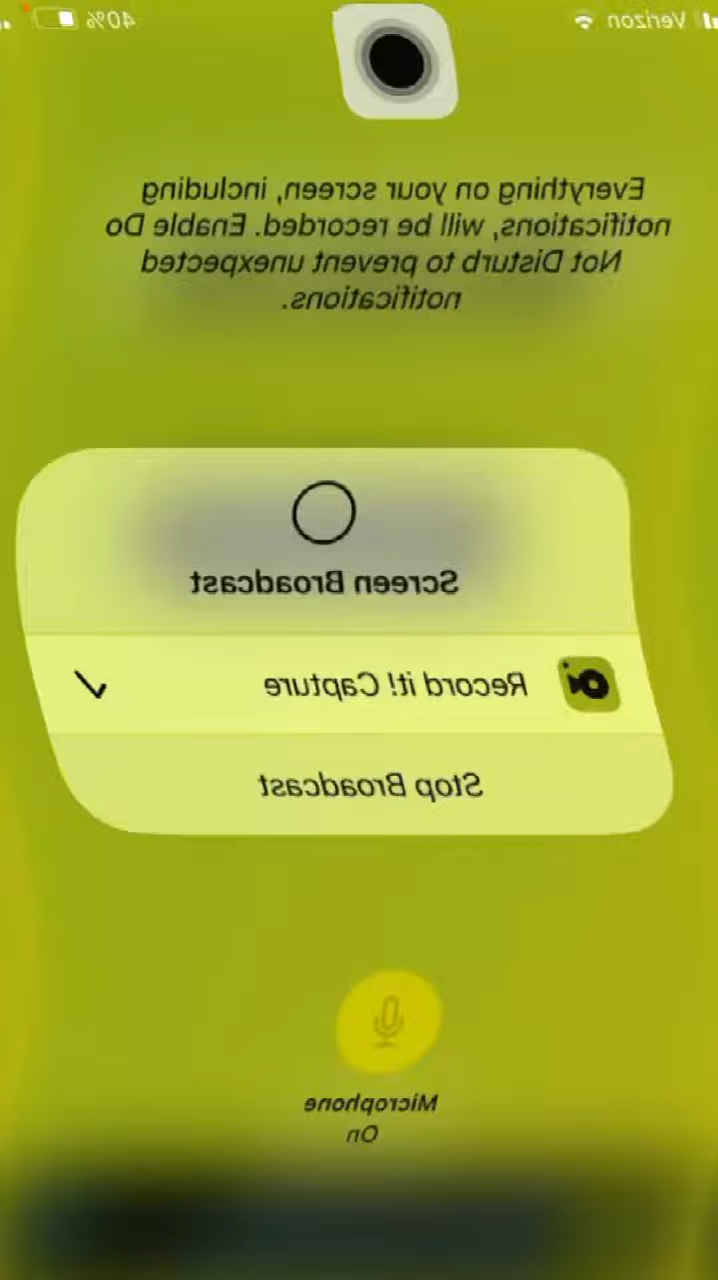 Verizon 40%
Everything on your screen, including
notifications, will be recorded. Enable Do
Not Disturb to prevent unexpected
notifications.
Screen Broadcast
Record it! Capture
Stop Broadcast
Microphone
On